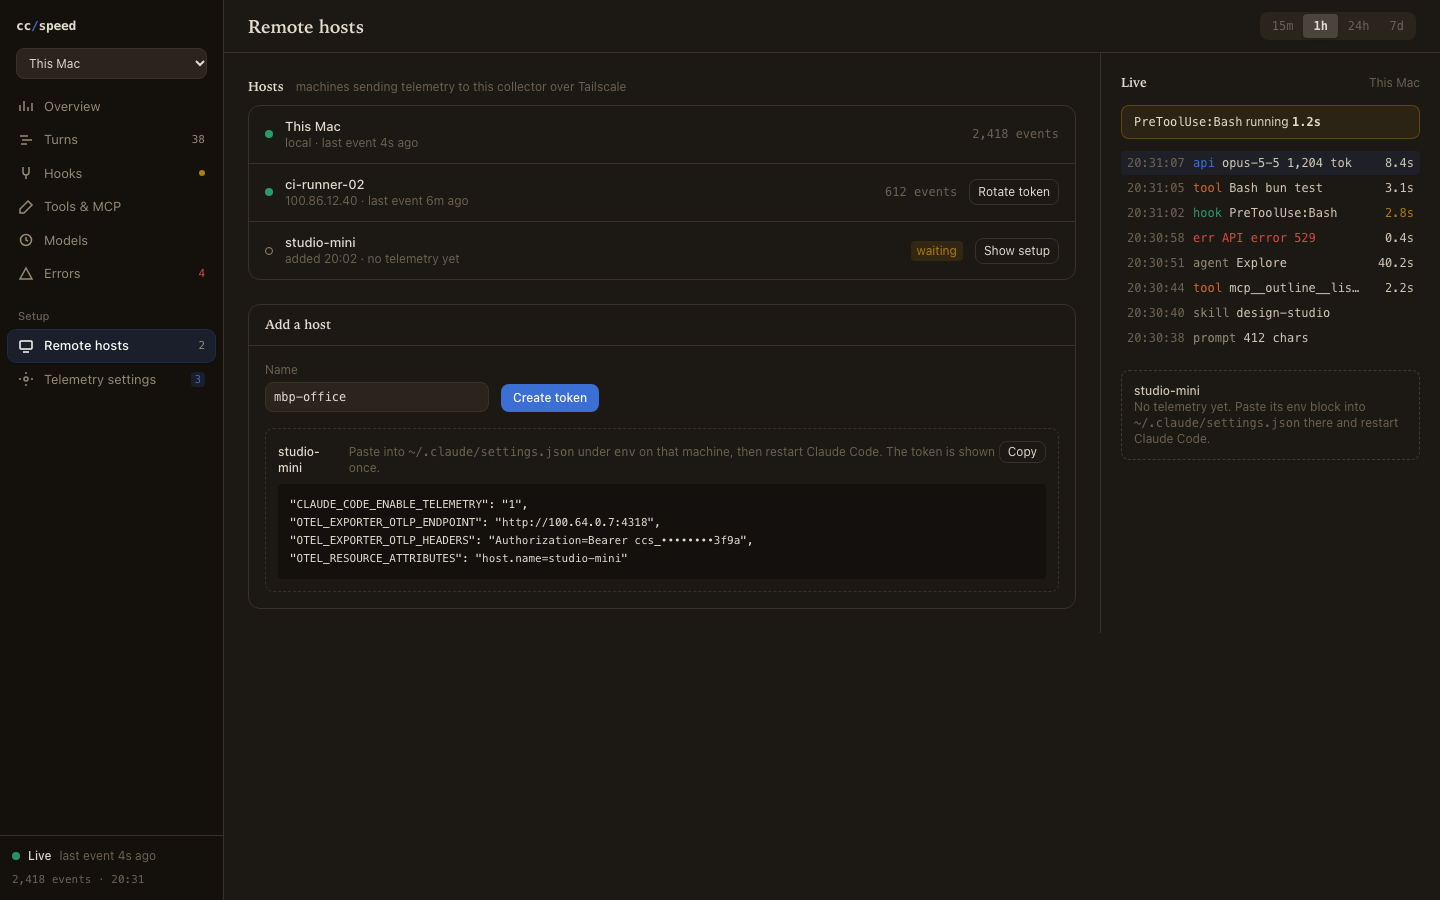 cc/speed
This Mac
Overview
Turns 38
Hooks
Tools & MCP
Models
Errors 4
Setup
Remote hosts 2
Telemetry settings 3
Live last event 4s ago
2,418 events · 20:31
Remote hosts
15m 1h 24h 7d
Hosts machines sending telemetry to this collector over Tailscale
This Mac
local · last event 4s ago
2,418 events
ci-runner-02
100.86.12.40 · last event 6m ago
612 events Rotate token
studio-mini
added 20:02 · no telemetry yet
waiting Show setup
Add a host
Name
mbp-office Create token
studio-
mini
Paste into ~/.claude/settings.json under env on that machine, then restart Claude Code. The token is shown
once.
Copy
"CLAUDE_CODE_ENABLE_TELEMETRY": "1",
"OTEL_EXPORTER_OTLP_ENDPOINT": "http://100.64.0.7:4318",
"OTEL_EXPORTER_OTLP_HEADERS": "Authorization=Bearer ccs_••••••••3f9a",
"OTEL_RESOURCE_ATTRIBUTES": "host.name=studio-mini"
Live This Mac
PreToolUse:Bash running 1.2s
20:31:07 api opus-5-5 1,204 tok 8.4s
20:31:05 tool Bash bun test 3.1s
20:31:02 hook PreToolUse:Bash 2.8s
20:30:58 err API error 529 0.4s
20:30:51 agent Explore 40.2s
20:30:44 tool mcp__outline__lis… 2.2s
20:30:40 skill design-studio
20:30:38 prompt 412 chars
studio-mini
No telemetry yet. Paste its env block into
~/.claude/settings.json there and restart
Claude Code.